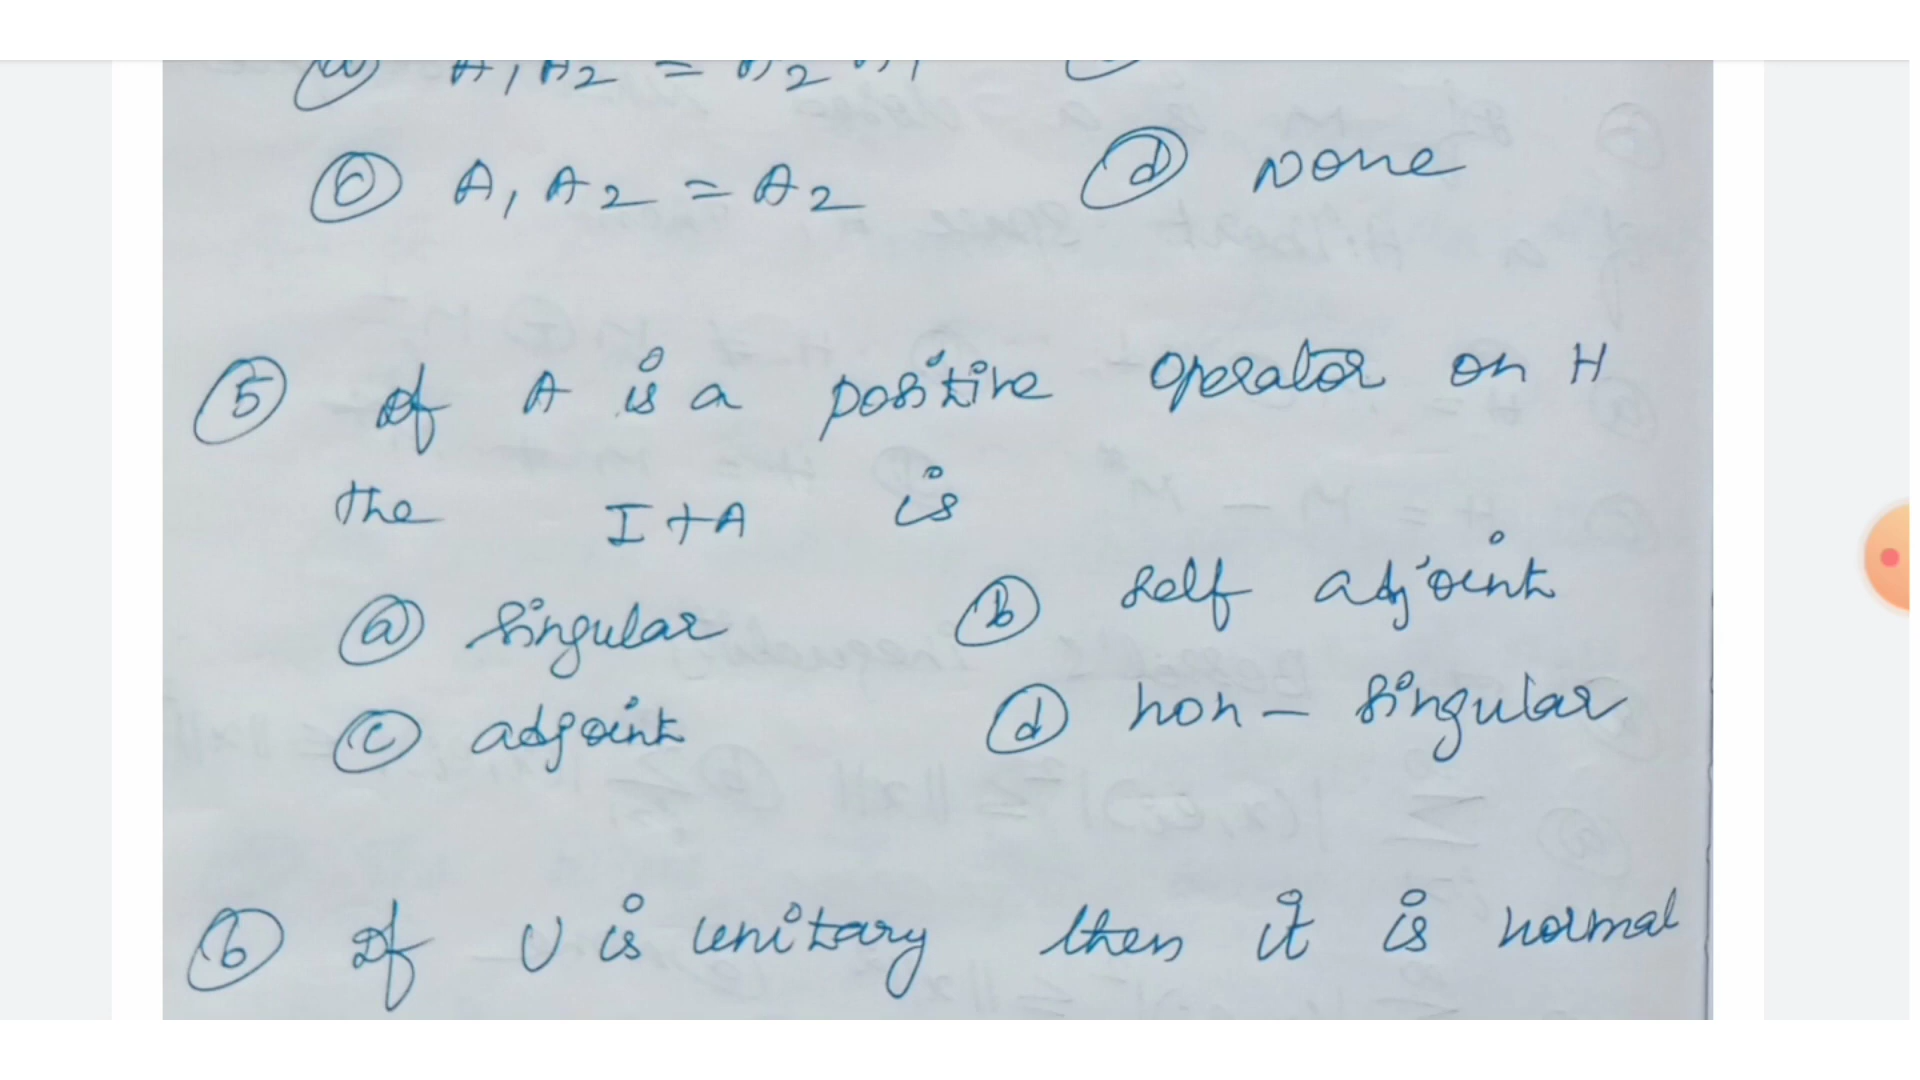 (c) A₁ A₂ = A₂ (d) None
(5) If A is a positive operator on H
the I + A is
(a) singular (b) self adjoint
(c) adjoint (d) non - singular
(6) If U is unitary then it is normal